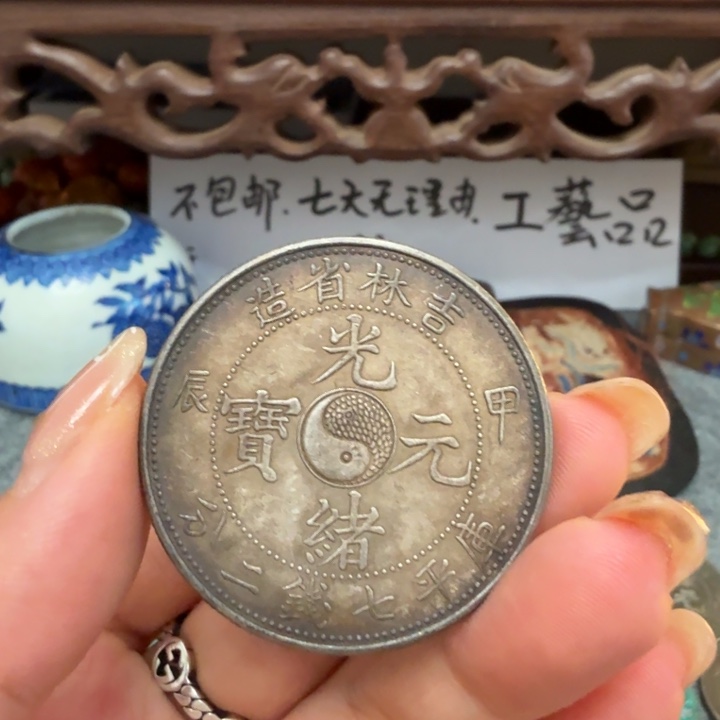 不包邮.七天无理由.工藝品
吉林省造
甲辰
光緒元寶
庫平七錢二分